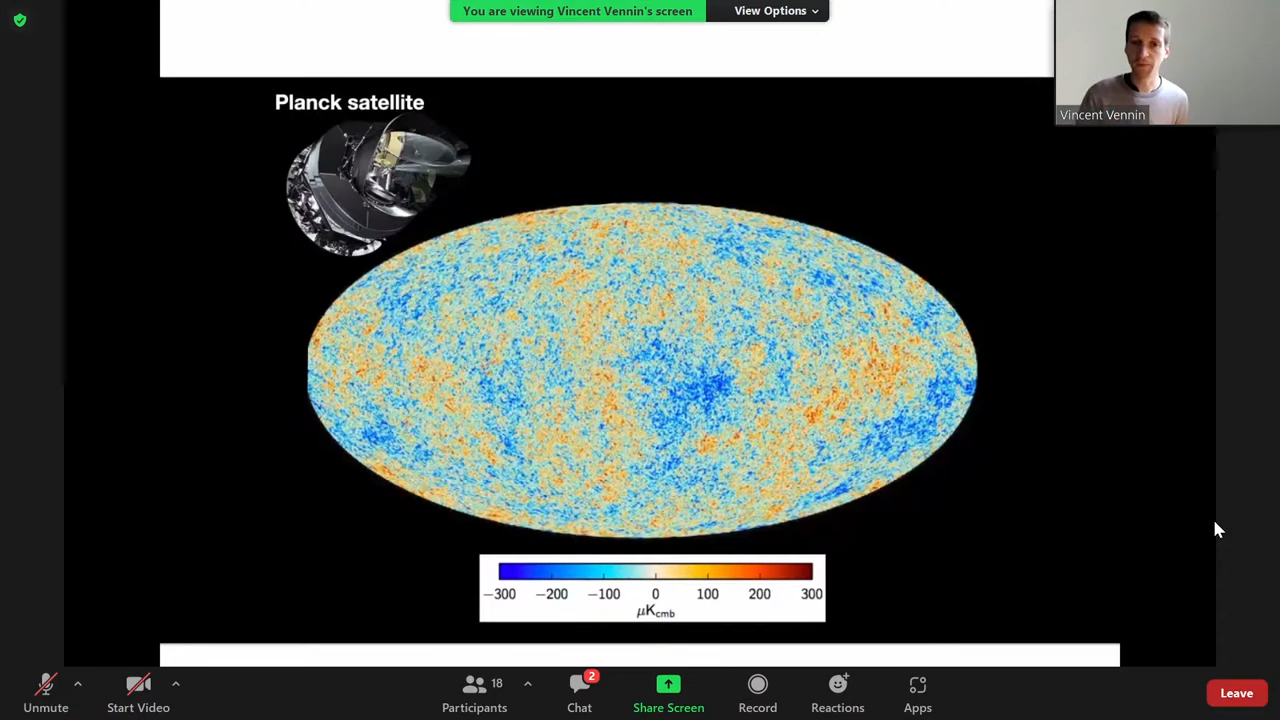 You are viewing Vincent Vennin's screen
View Options
Vincent Vennin
Planck satellite
−300 −200 −100 0 100 200 300
μKcmb
Unmute
Start Video
18
Participants
2
Chat
Share Screen
Record
Reactions
Apps
Leave